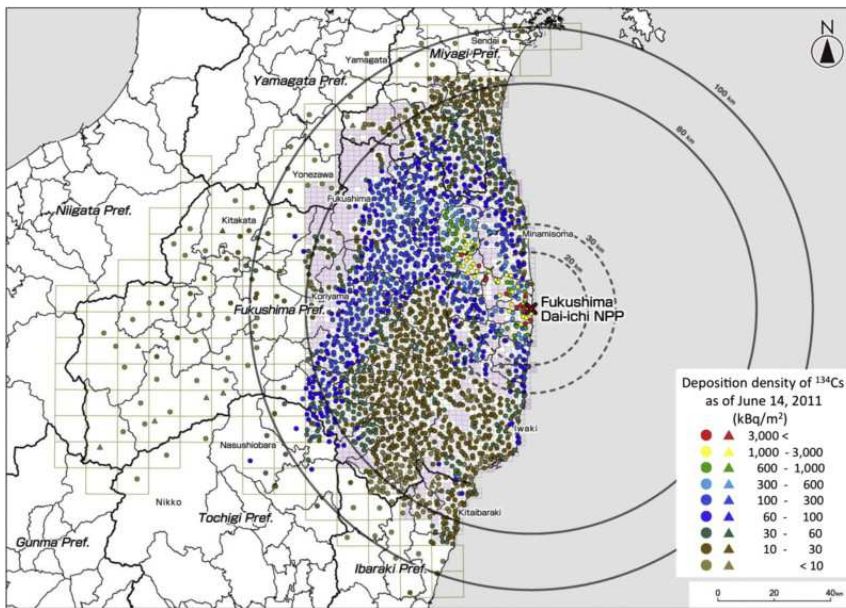 N
Sendai
Miyagi Pref.
Yamagata
Yamagata Pref.
100 km
80 km
Yonezawa
Fukushima
Niigata Pref.
Kitakata
Minamisoma
30 km
20 km
Koriyama
Fukushima Pref.
Fukushima
Dai-ichi NPP
Iwaki
Nasushiobara
Nikko
Kitaibaraki
Tochigi Pref.
Gunma Pref.
Ibaraki Pref.
Deposition density of ¹³⁴Cs
as of June 14, 2011
(kBq/m²)
3,000 <
1,000 - 3,000
600 - 1,000
300 - 600
100 - 300
60 - 100
30 - 60
10 - 30
< 10
0 20 40km